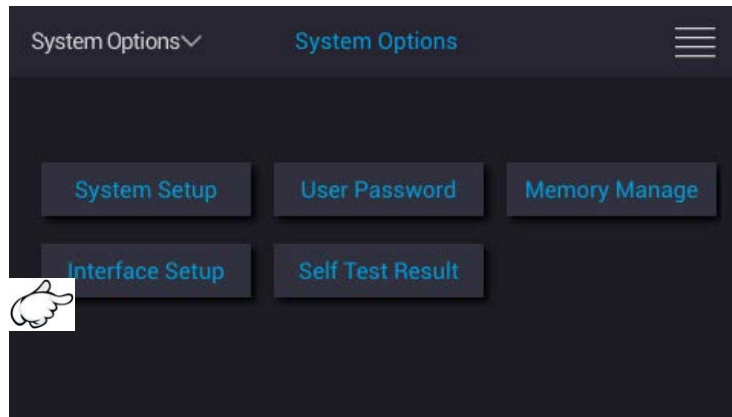 System Options System Options
System Setup User Password Memory Manage
Interface Setup Self Test Result